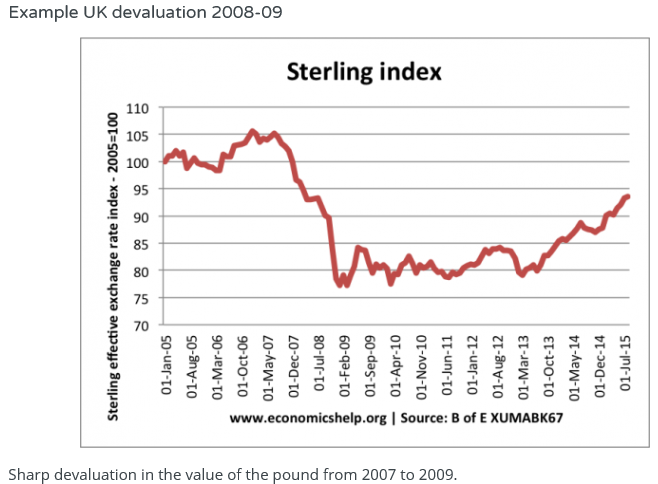 Example UK devaluation 2008-09
Sterling index
Sterling effective exchange rate index - 2005=100
110
105
100
95
90
85
80
75
70
01-Jan-05
01-Aug-05
01-Mar-06
01-Oct-06
01-May-07
01-Dec-07
01-Jul-08
01-Feb-09
01-Sep-09
01-Apr-10
01-Nov-10
01-Jun-11
01-Jan-12
01-Aug-12
01-Mar-13
01-Oct-13
01-May-14
01-Dec-14
01-Jul-15
www.economicshelp.org | Source: B of E XUMABK67
Sharp devaluation in the value of the pound from 2007 to 2009.